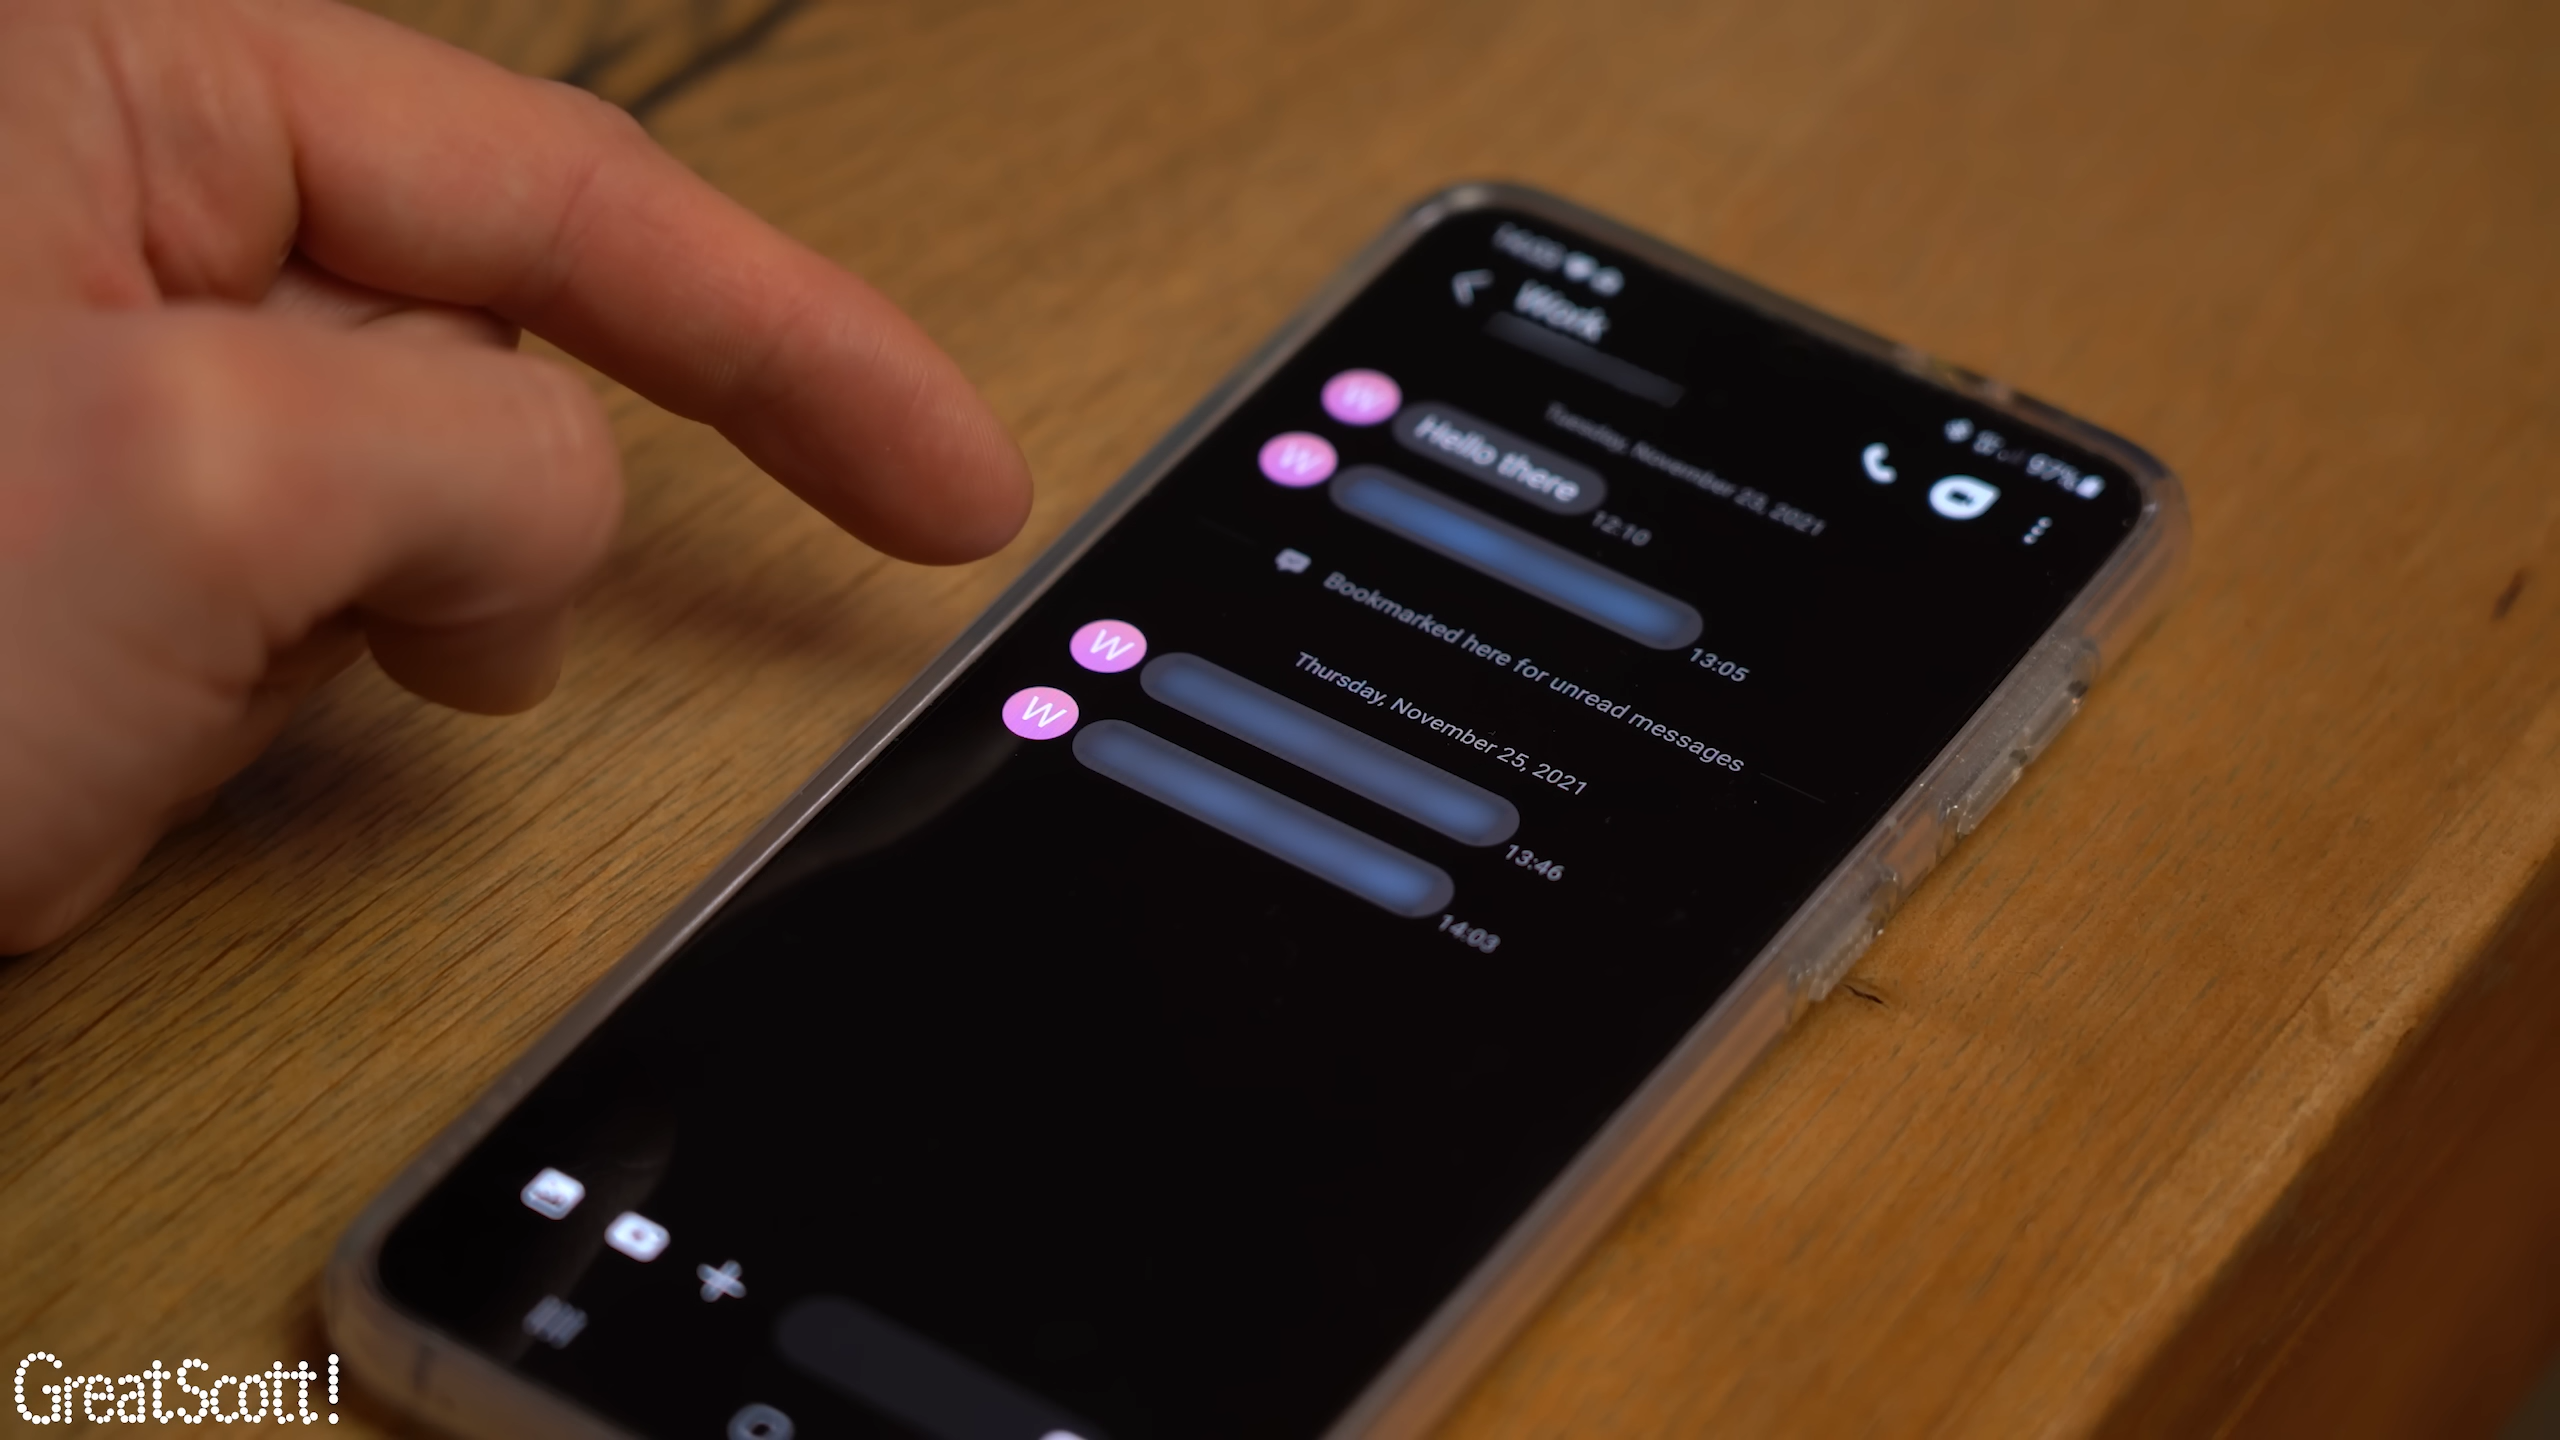 Work
97%
Tuesday, November 23, 2021
W
Hello there
12:10
W
13:05
Bookmarked here for unread messages
Thursday, November 25, 2021
W
13:46
W
14:03
GreatScott!